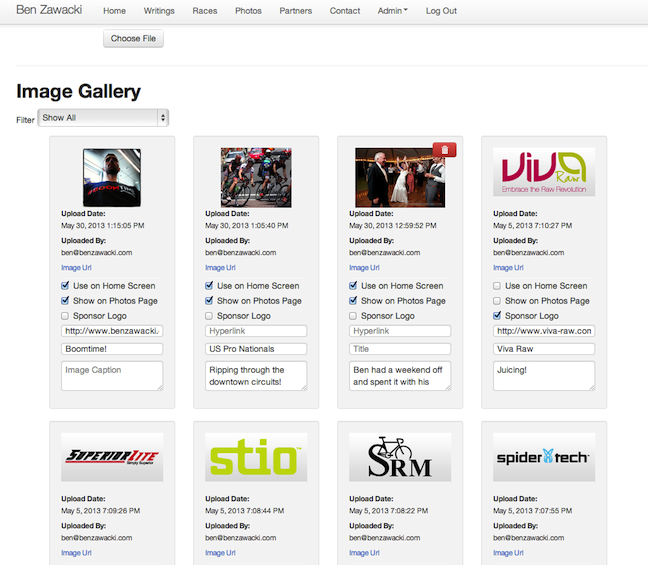 Ben Zawacki Home Writings Races Photos Partners Contact Admin Log Out
Choose File
Image Gallery
Filter Show All
Viva
Raw
Embrace the Raw Revolution
Upload Date: Upload Date: Upload Date: Upload Date:
May 30, 2013 1:15:05 PM May 30, 2013 1:05:40 PM May 30, 2013 12:59:52 PM May 5, 2013 7:10:27 PM
Uploaded By: Uploaded By: Uploaded By: Uploaded By:
ben@benzawacki.com ben@benzawacki.com ben@benzawacki.com ben@benzawacki.com
Image Url Image Url Image Url Image Url
Use on Home Screen Use on Home Screen Use on Home Screen Use on Home Screen
Show on Photos Page Show on Photos Page Show on Photos Page Show on Photos Page
Sponsor Logo Sponsor Logo Sponsor Logo Sponsor Logo
http://www.benzawacki. Hyperlink Hyperlink http://www.viva-raw.con
Boomtime! US Pro Nationals Title Viva Raw
Image Caption Ripping through the Ben had a weekend off Juicing!
downtown circuits! and spent it with his
SUPERIORLITE stio SRM spidertech
Simply Superior
Upload Date: Upload Date: Upload Date: Upload Date:
May 5, 2013 7:09:26 PM May 5, 2013 7:08:44 PM May 5, 2013 7:08:22 PM May 5, 2013 7:07:55 PM
Uploaded By: Uploaded By: Uploaded By: Uploaded By:
ben@benzawacki.com ben@benzawacki.com ben@benzawacki.com ben@benzawacki.com
Image Url Image Url Image Url Image Url